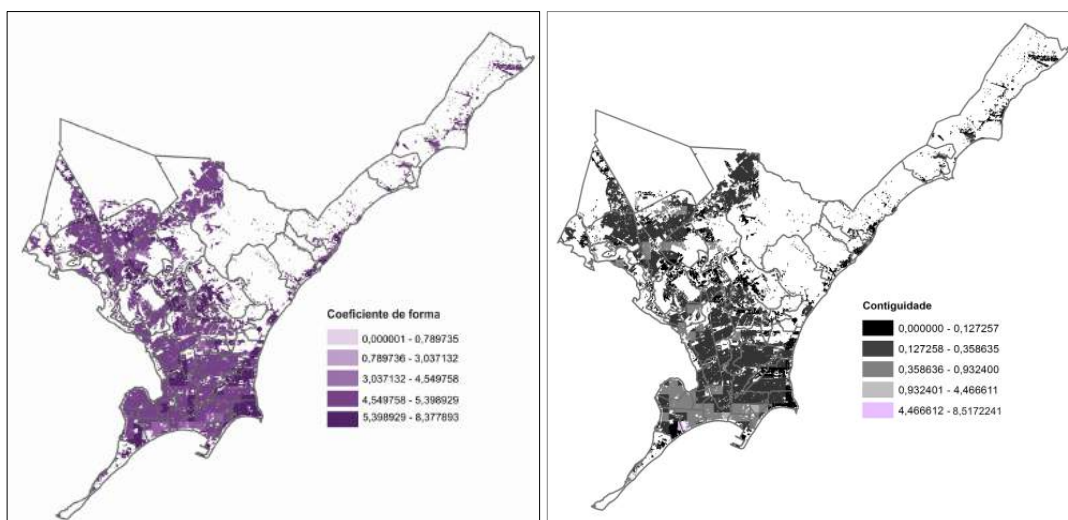 Coeficiente de forma
0,000001 - 0,789735
0,789736 - 3,037132
3,037132 - 4,549758
4,549758 - 5,398929
5,398929 - 8,377893
Contiguidade
0,000000 - 0,127257
0,127258 - 0,358635
0,358636 - 0,932400
0,932401 - 4,466611
4,466612 - 8,5172241